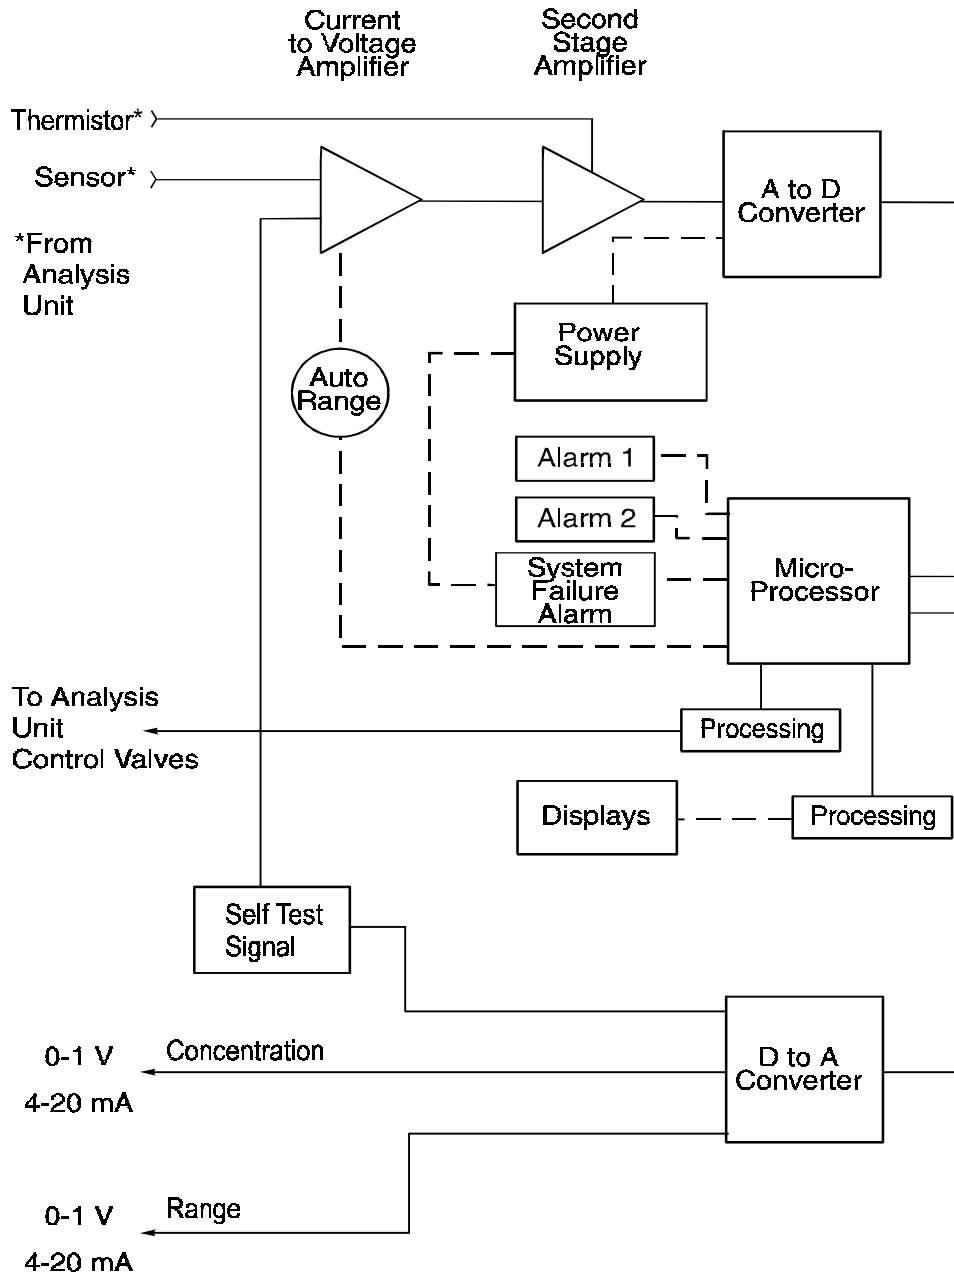 Current
to Voltage
Amplifier
Second
Stage
Amplifier
Thermistor*
Sensor*
*From
Analysis
Unit
A to D
Converter
Power
Supply
Auto
Range
Alarm 1
Alarm 2
System
Failure
Alarm
Micro-
Processor
To Analysis
Unit
Control Valves
Processing
Displays
Processing
Self Test
Signal
D to A
Converter
0-1 V
Concentration
4-20 mA
0-1 V
Range
4-20 mA